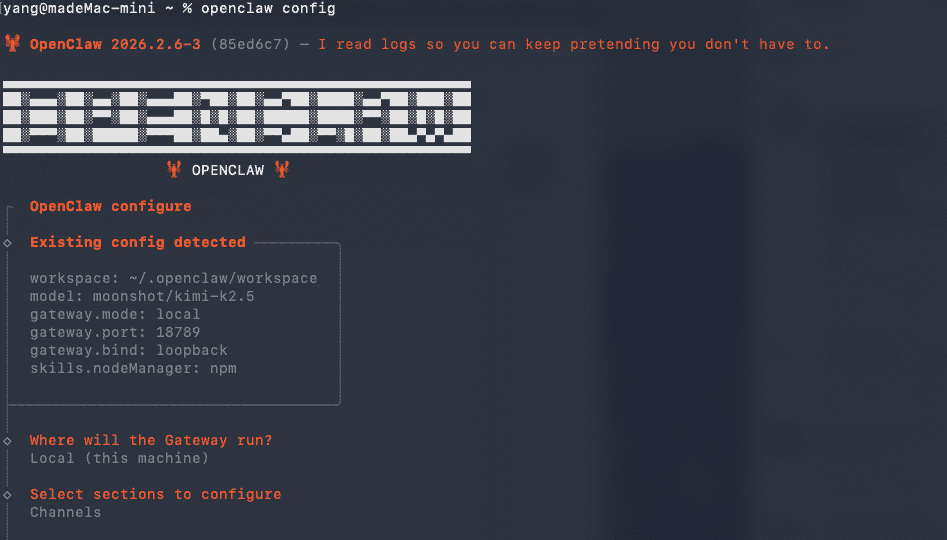 yang@madeMac-mini ~ % openclaw config
🦞 OpenClaw 2026.2.6-3 (85ed6c7) — I read logs so you can keep pretending you don't have to.
🦞 OPENCLAW 🦞
OpenClaw configure
Existing config detected
workspace: ~/.openclaw/workspace
model: moonshot/kimi-k2.5
gateway.mode: local
gateway.port: 18789
gateway.bind: loopback
skills.nodeManager: npm
Where will the Gateway run?
Local (this machine)
Select sections to configure
Channels